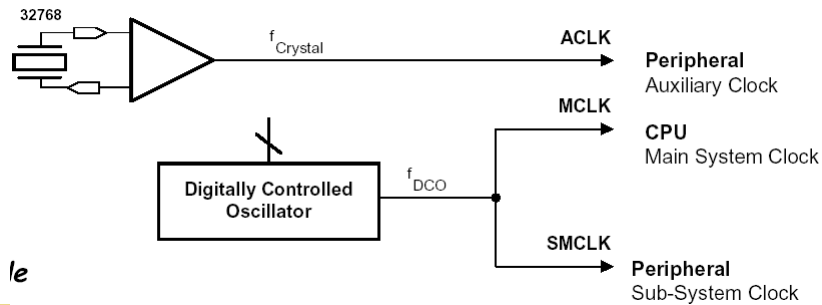 32768
fCrystal
ACLK
Peripheral
Auxiliary Clock
MCLK
CPU
Main System Clock
Digitally Controlled
Oscillator
fDCO
SMCLK
Peripheral
Sub-System Clock